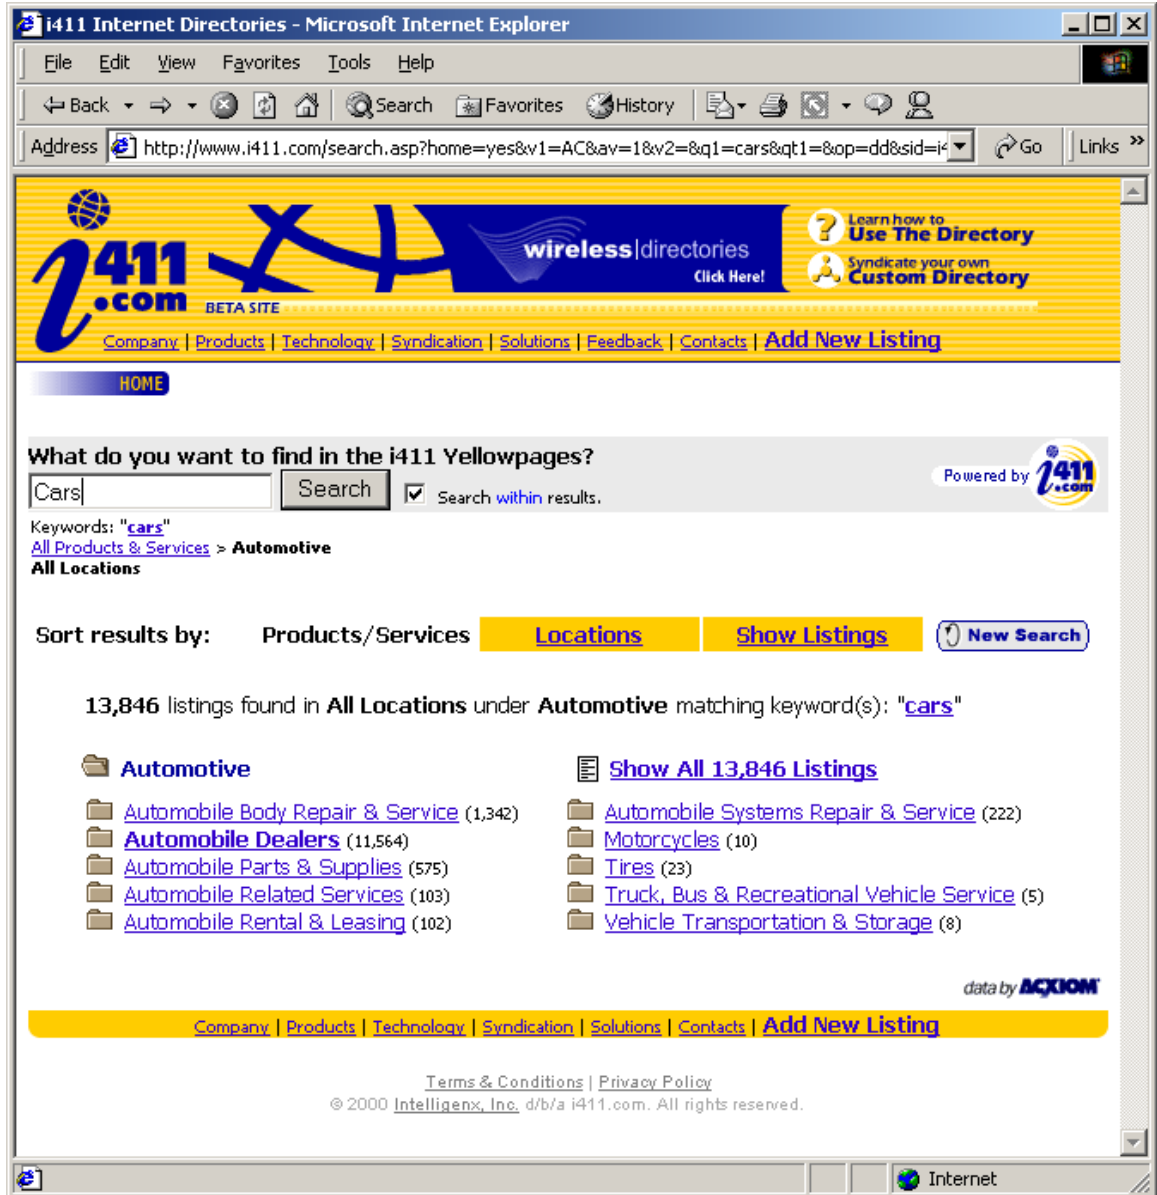 i411 Internet Directories - Microsoft Internet Explorer
File Edit View Favorites Tools Help
Back Search Favorites History
Address http://www.i411.com/search.asp?home=yes&v1=AC&av=1&v2=&q1=cars&qt1=&op=dd&sid=i4 Go Links »
i411.com
BETA SITE
wireless|directories
Click Here!
Learn how to
Use The Directory
Syndicate your own
Custom Directory
Company | Products | Technology | Syndication | Solutions | Feedback | Contacts | Add New Listing
HOME
What do you want to find in the i411 Yellowpages?
Cars Search Search within results.
Powered by i411.com
Keywords: "cars"
All Products & Services > Automotive
All Locations
Sort results by: Products/Services Locations Show Listings New Search
13,846 listings found in All Locations under Automotive matching keyword(s): "cars"
Automotive
Automobile Body Repair & Service (1,342)
Automobile Dealers (11,564)
Automobile Parts & Supplies (575)
Automobile Related Services (103)
Automobile Rental & Leasing (102)
Show All 13,846 Listings
Automobile Systems Repair & Service (222)
Motorcycles (10)
Tires (23)
Truck, Bus & Recreational Vehicle Service (5)
Vehicle Transportation & Storage (8)
data by ACXIOM
Company | Products | Technology | Syndication | Solutions | Contacts | Add New Listing
Terms & Conditions | Privacy Policy
© 2000 Intelligenx, Inc. d/b/a i411.com. All rights reserved.
Internet